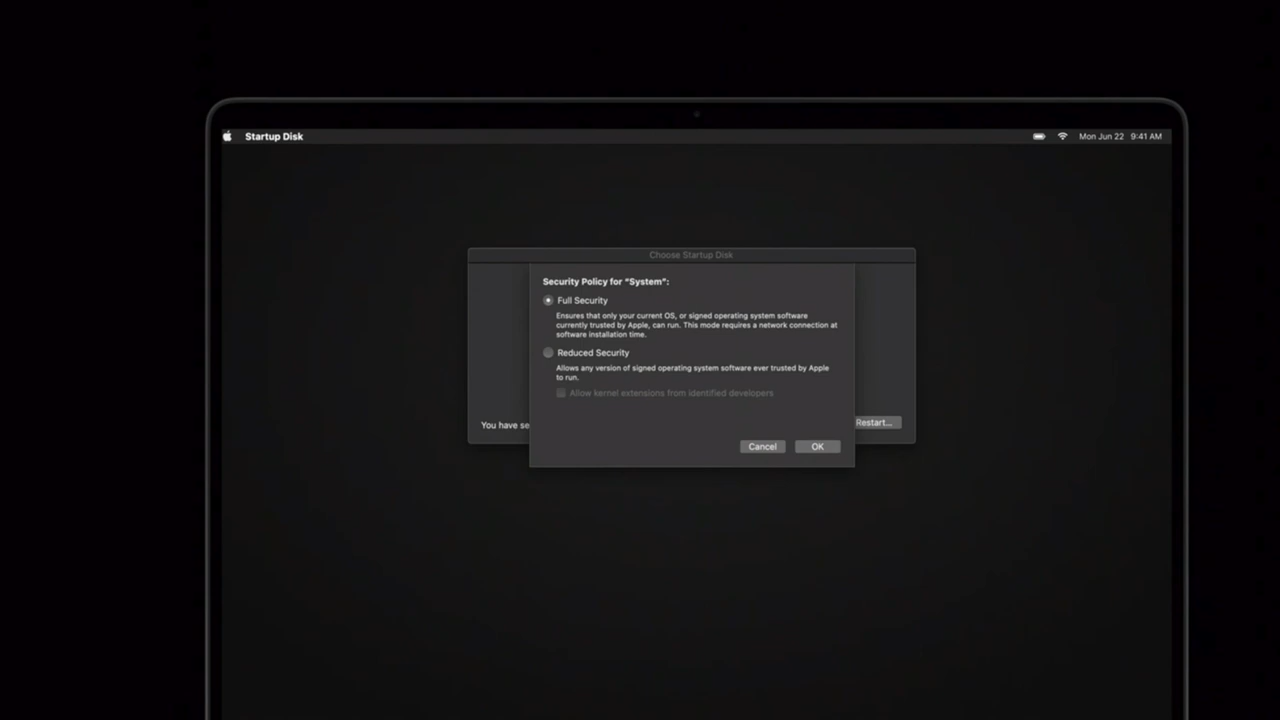 Startup Disk
Mon Jun 22 9:41 AM
Choose Startup Disk
Security Policy for "System":
Full Security
Ensures that only your current OS, or signed operating system software
currently trusted by Apple, can run. This mode requires a network connection at
software installation time.
Reduced Security
Allows any version of signed operating system software ever trusted by Apple
to run.
Allow kernel extensions from identified developers
You have se
Restart...
Cancel
OK